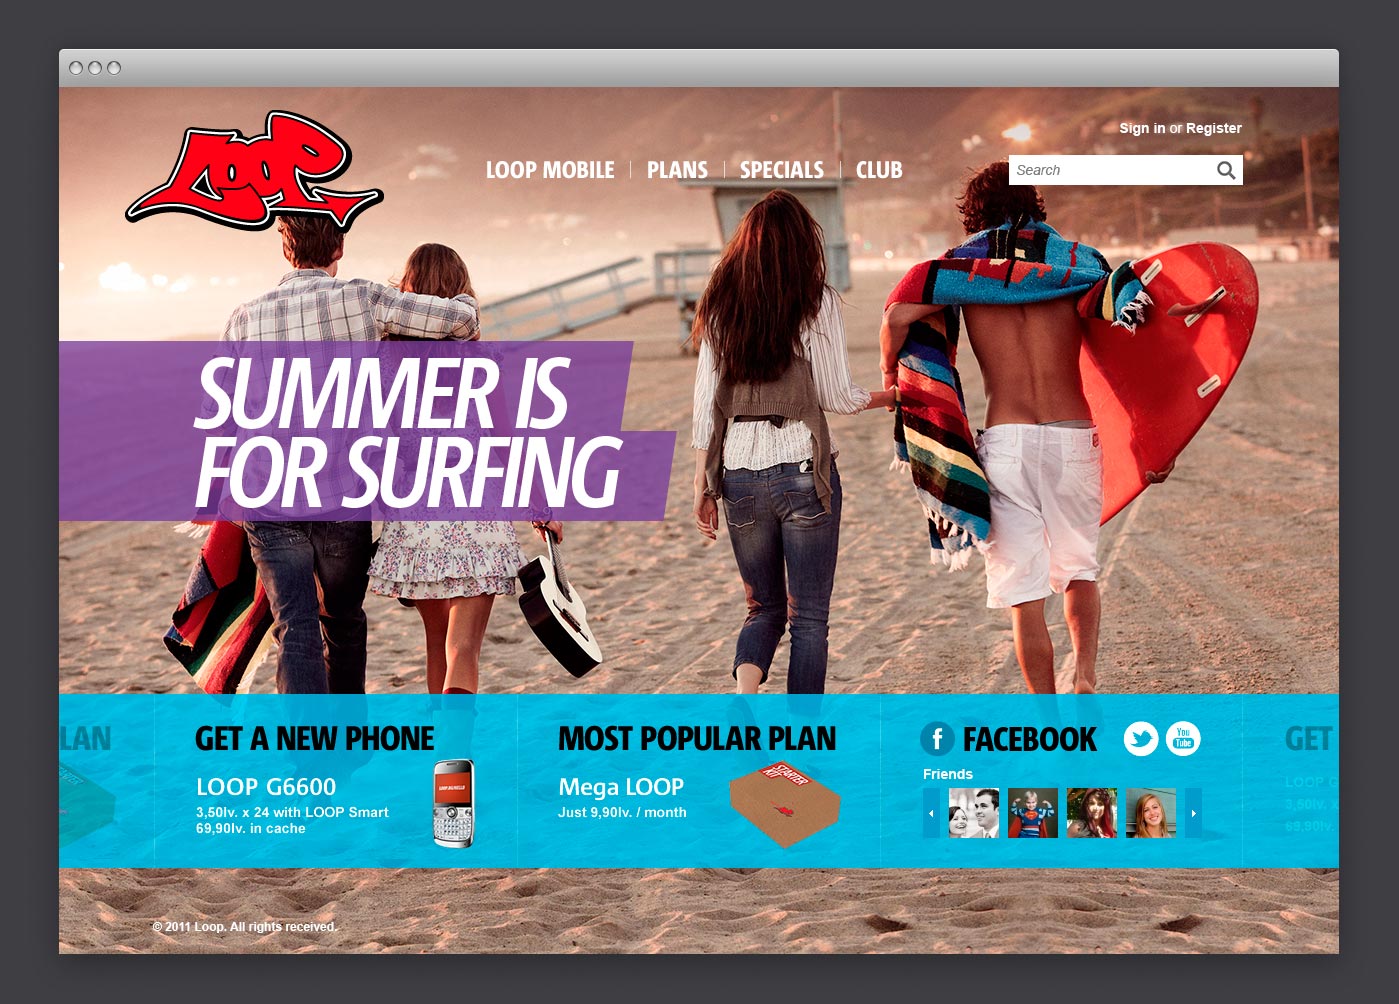 LOOP
Sign in or Register
LOOP MOBILE PLANS SPECIALS CLUB
Search
SUMMER IS
FOR SURFING
LAN
GET A NEW PHONE
LOOP G6600
3,50lv. x 24 with LOOP Smart
69,90lv. in cache
MOST POPULAR PLAN
Mega LOOP
Just 9,90lv. / month
STARTER
KIT
f FACEBOOK
You
Tube
Friends
GET
LOOP G
3,50lv.
69,90lv.
© 2011 Loop. All rights received.